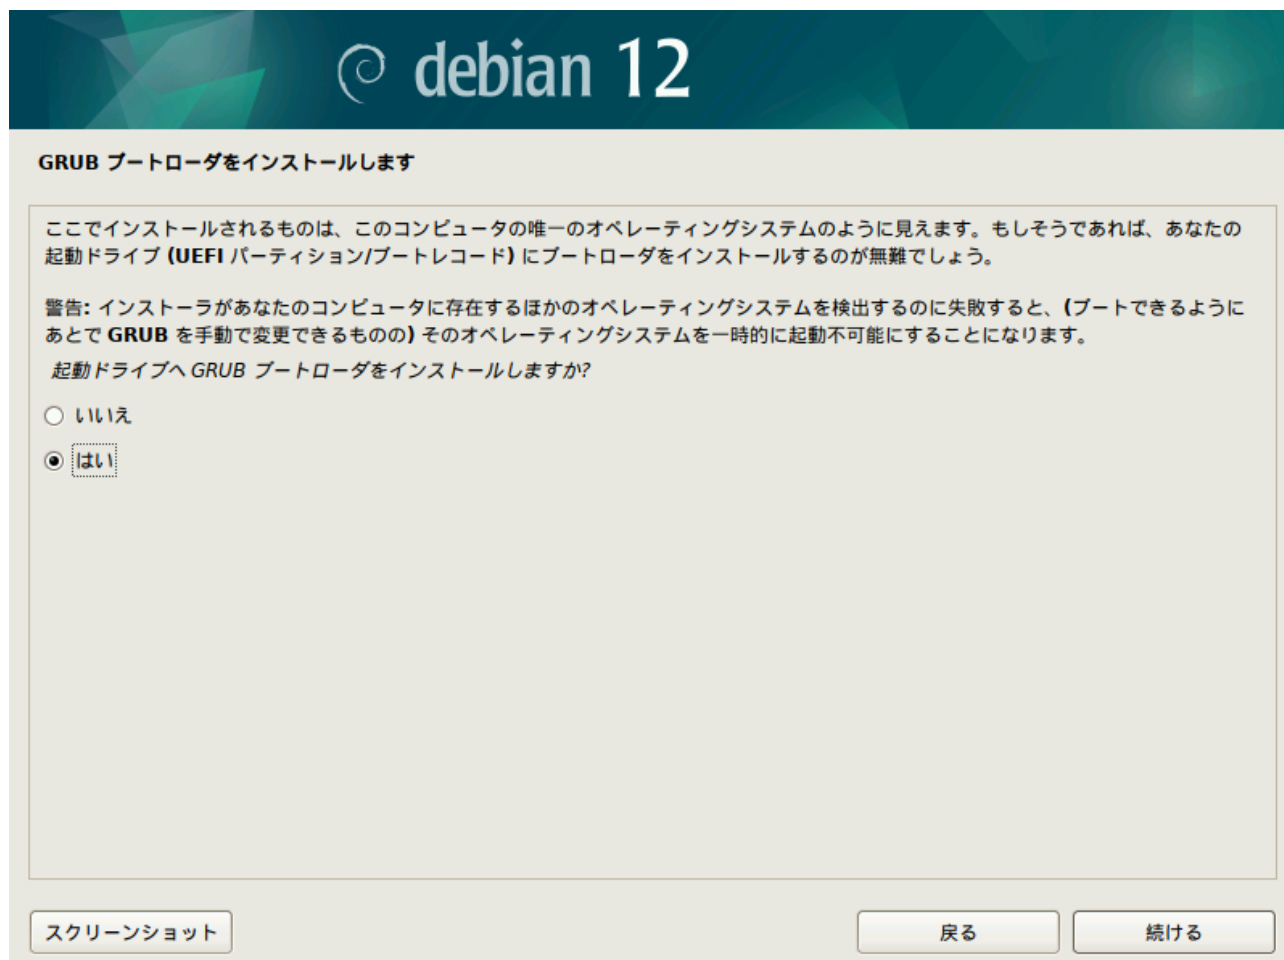 debian 12
GRUB ブートローダをインストールします
ここでインストールされるものは、このコンピュータの唯一のオペレーティングシステムのように見えます。もしそうであれば、あなたの
起動ドライブ (UEFI パーティション/ブートレコード) にブートローダをインストールするのが無難でしょう。
警告: インストーラがあなたのコンピュータに存在するほかのオペレーティングシステムを検出するのに失敗すると、(ブートできるように
あとで GRUB を手動で変更できるものの) そのオペレーティングシステムを一時的に起動不可能にすることになります。
起動ドライブへ GRUB ブートローダをインストールしますか?
いいえ
はい
スクリーンショット
戻る
続ける